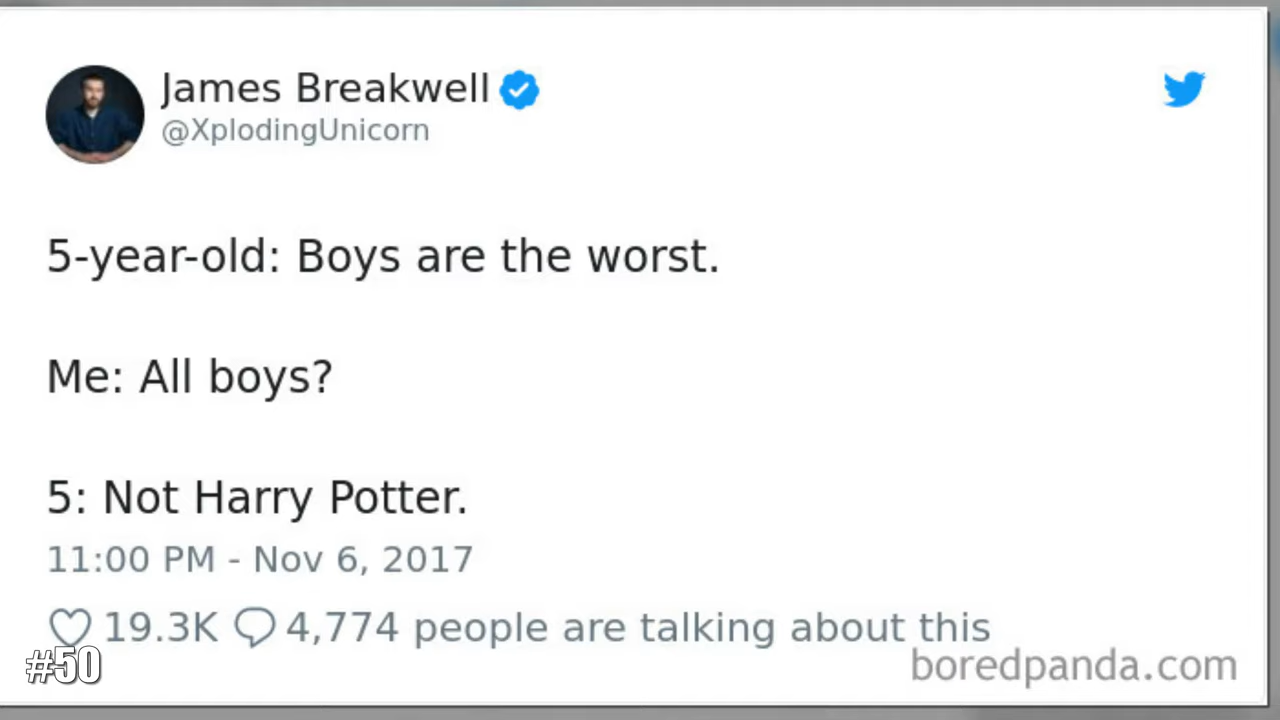 James Breakwell
@XplodingUnicorn
5-year-old: Boys are the worst.
Me: All boys?
5: Not Harry Potter.
11:00 PM - Nov 6, 2017
19.3K 4,774 people are talking about this
#50
boredpanda.com